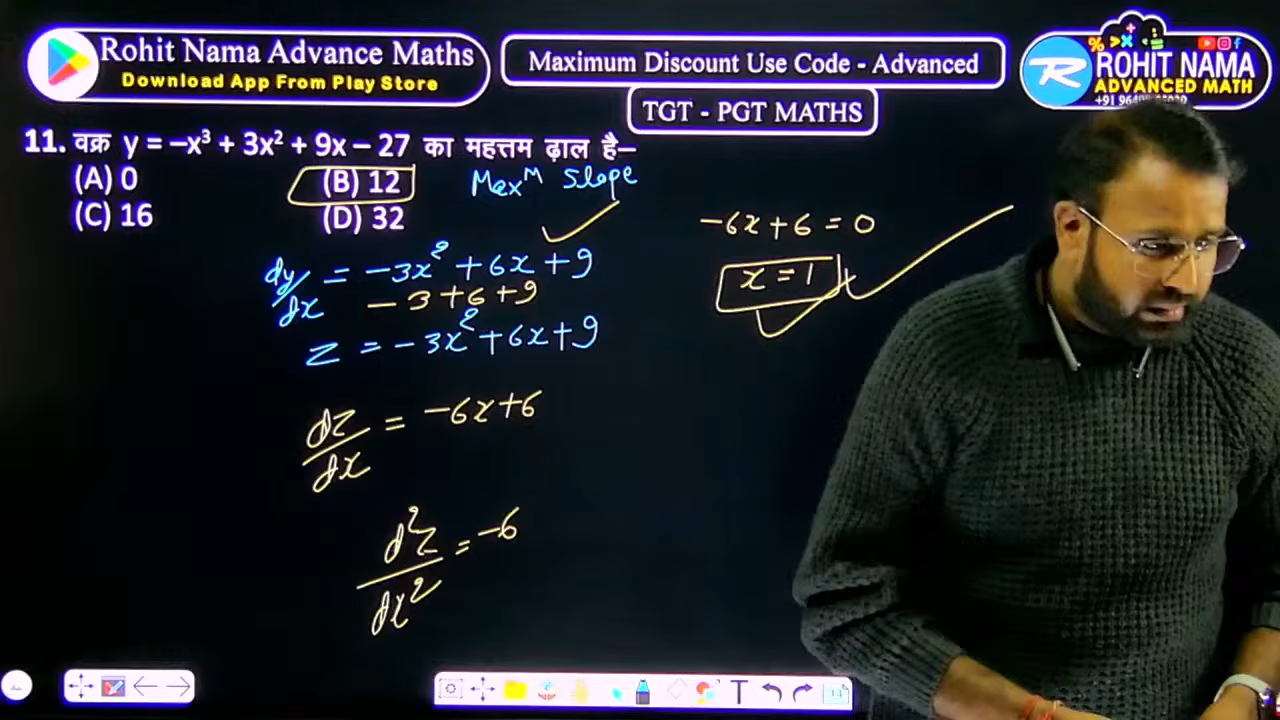 Rohit Nama Advance Maths
Download App From Play Store
Maximum Discount Use Code - Advanced
ROHIT NAMA
ADVANCED MATH
TGT - PGT MATHS
11. वक्र y = –x³ + 3x² + 9x – 27 का महत्तम ढ़ाल है–
(A) 0
(B) 12
(C) 16
(D) 32
Maxᴹ Slope
dy/dx = -3x² + 6x + 9
-3 + 6 + 9
z = -3x² + 6x + 9
dz/dx = -6x + 6
d²z/dx² = -6
-6x + 6 = 0
x = 1